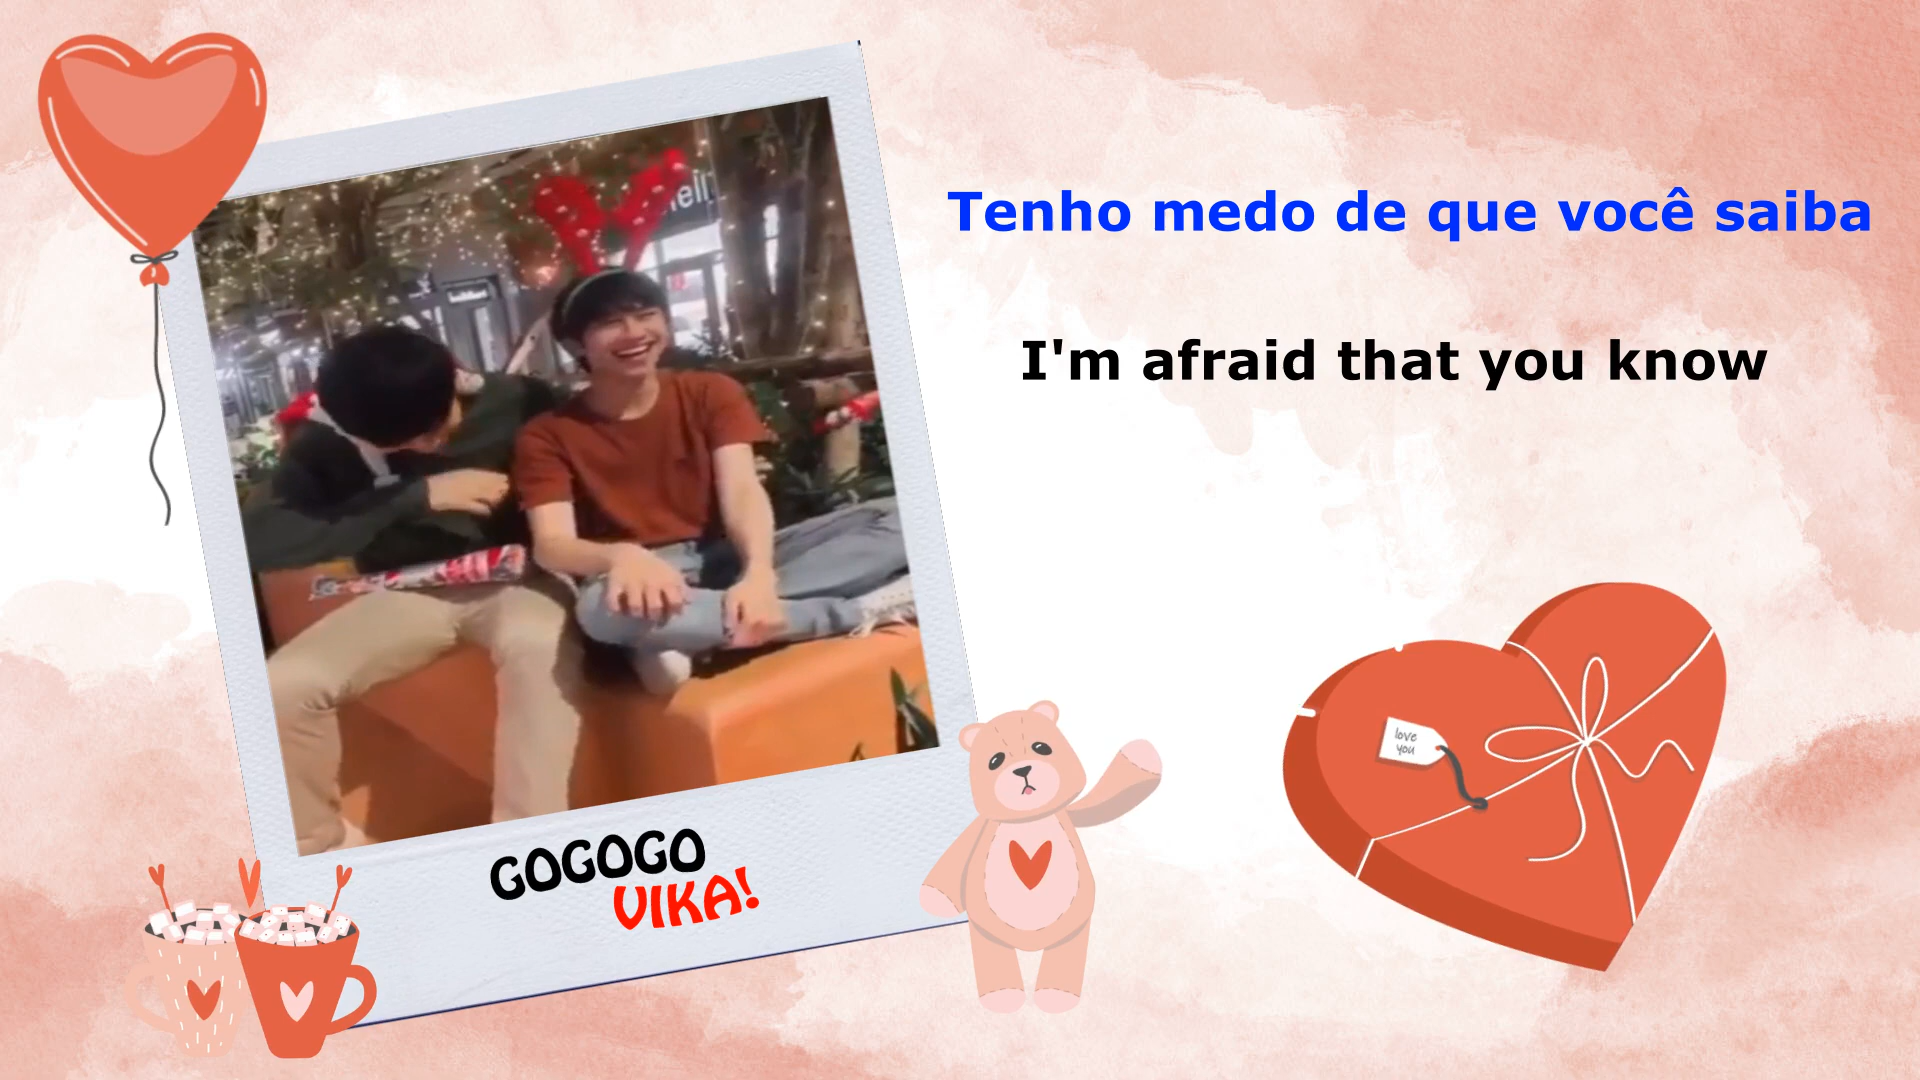 Tenho medo de que você saiba
I'm afraid that you know
GOGOGO
VIKA!
love
you